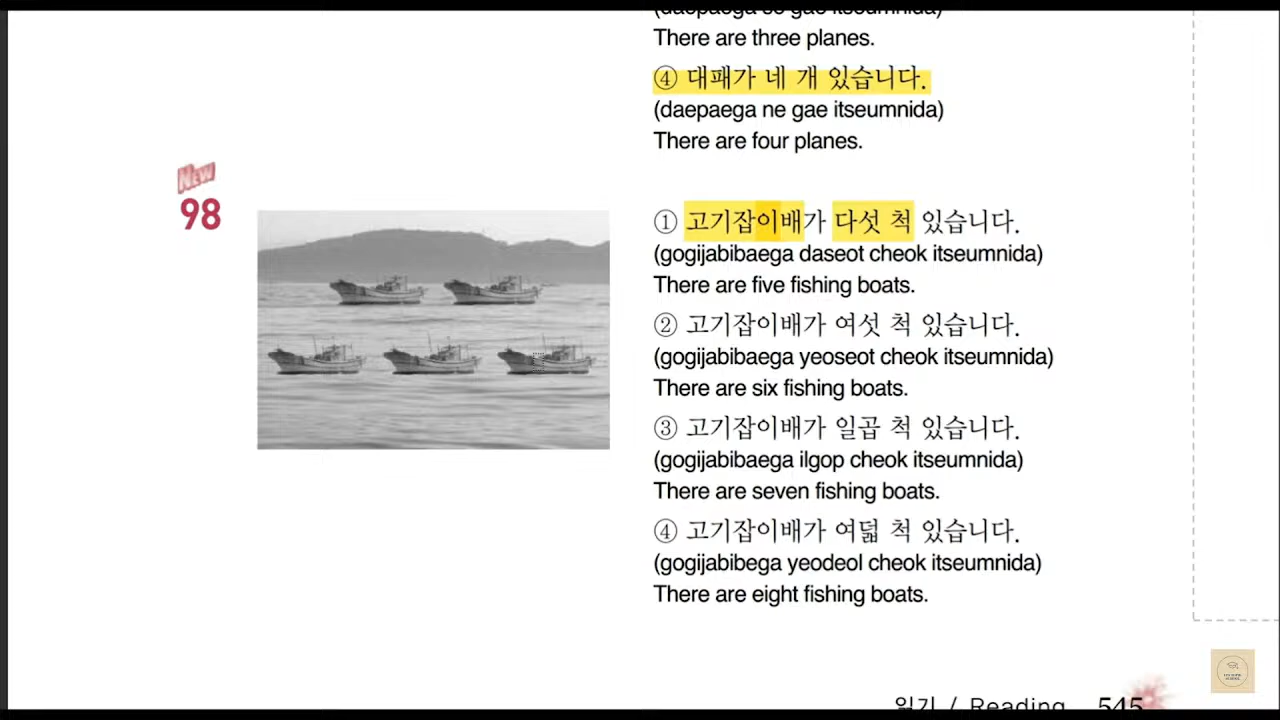 (daepaega se gae itseumnida)
There are three planes.
④ 대패가 네 개 있습니다.
(daepaega ne gae itseumnida)
There are four planes.
New
98
① 고기잡이배가 다섯 척 있습니다.
(gogijabibaega daseot cheok itseumnida)
There are five fishing boats.
② 고기잡이배가 여섯 척 있습니다.
(gogijabibaega yeoseot cheok itseumnida)
There are six fishing boats.
③ 고기잡이배가 일곱 척 있습니다.
(gogijabibaega ilgop cheok itseumnida)
There are seven fishing boats.
④ 고기잡이배가 여덟 척 있습니다.
(gogijabibega yeodeol cheok itseumnida)
There are eight fishing boats.
읽기 / Reading 545